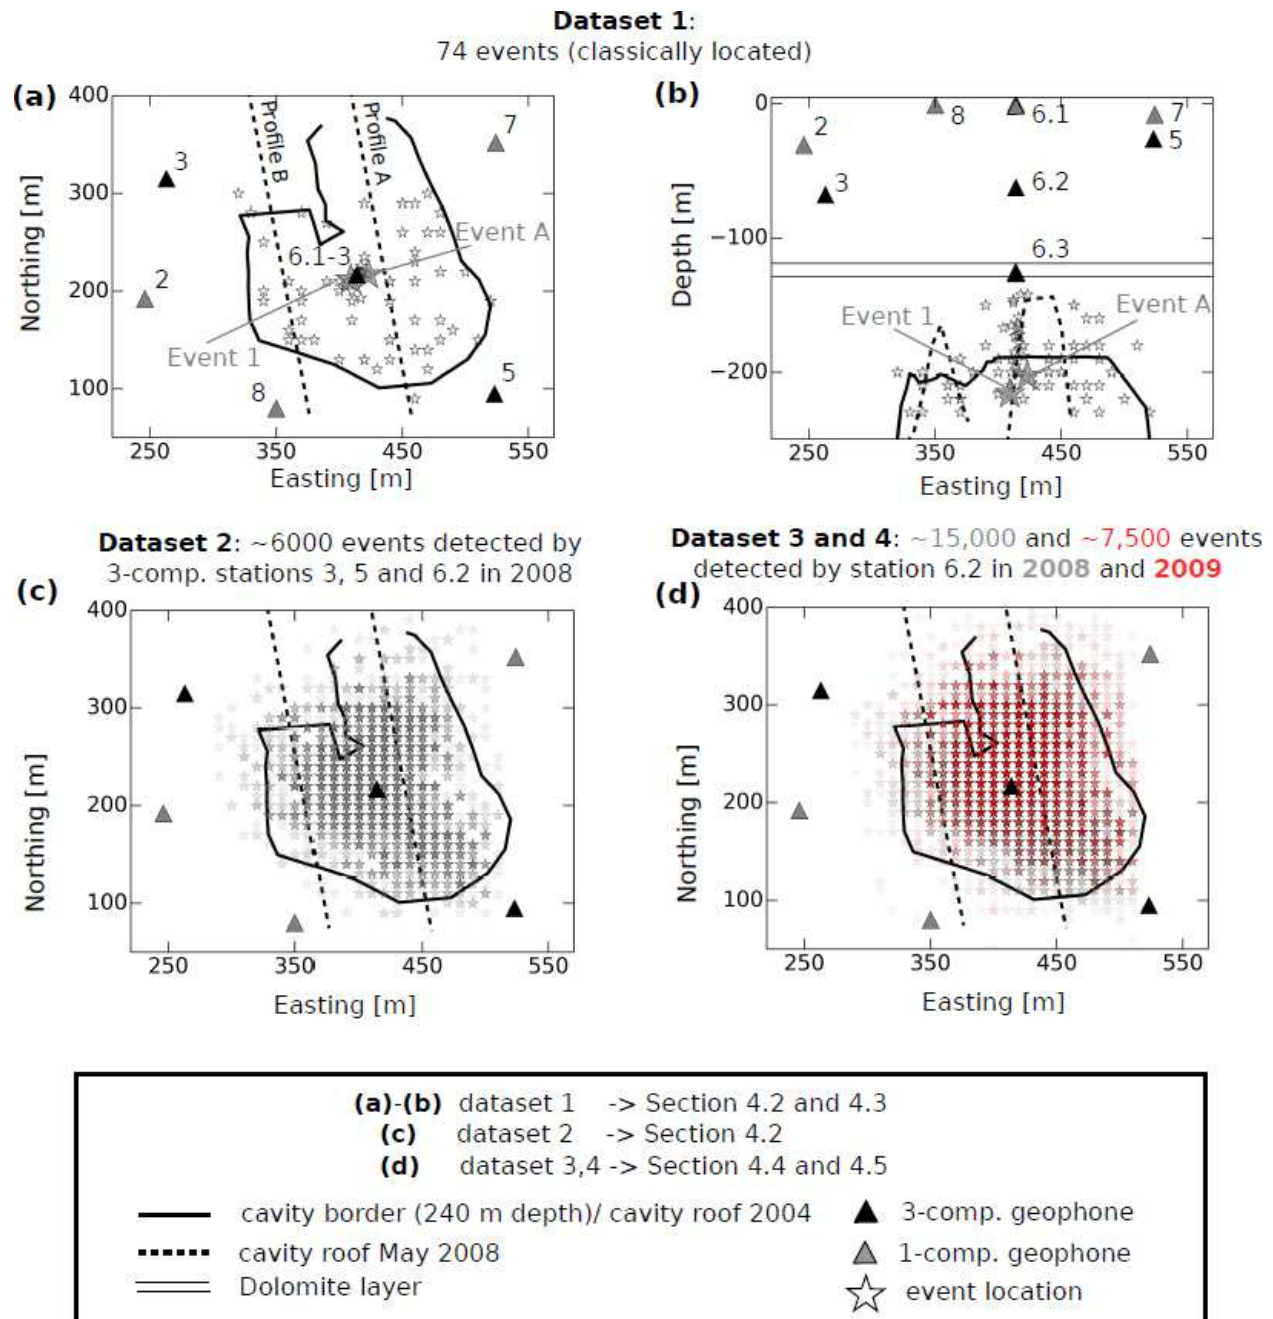 Dataset 1:
74 events (classically located)
(a)
400
300
200
100
250
350
450
550
Northing [m]
Easting [m]
Profile B
Profile A
7
3
2
6.1-3
Event A
Event 1
8
5
(b)
0
−100
−200
250
350
450
550
Depth [m]
Easting [m]
2
8
6.1
7
5
3
6.2
6.3
Event 1
Event A
Dataset 2: ~6000 events detected by
3-comp. stations 3, 5 and 6.2 in 2008
(c)
400
300
200
100
250
350
450
550
Northing [m]
Easting [m]
Dataset 3 and 4: ~15,000 and ~7,500 events
detected by station 6.2 in 2008 and 2009
(d)
400
300
200
100
250
350
450
550
Northing [m]
Easting [m]
(a)-(b) dataset 1 -> Section 4.2 and 4.3
(c) dataset 2 -> Section 4.2
(d) dataset 3,4 -> Section 4.4 and 4.5
cavity border (240 m depth)/ cavity roof 2004
3-comp. geophone
cavity roof May 2008
1-comp. geophone
Dolomite layer
event location